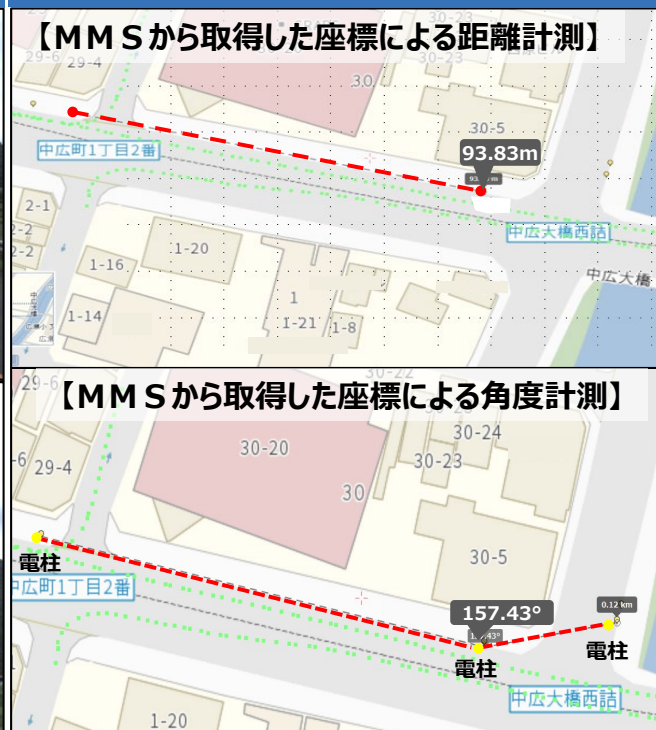 【ＭＭＳから取得した座標による距離計測】
30-23
29-6
29-4
30
30-5
93.83m
中広町1丁目2番
2-1
2-2
2-2
1-20
1-16
中広大橋西詰
中広大橋
1
1-21
1-8
1-14
【ＭＭＳから取得した座標による角度計測】
30-22
29-6
30-24
30-20
30-23
29-4
30
30-5
電柱
中広町1丁目2番
157.43°
0.12 km
電柱
電柱
中広大橋西詰
1-20